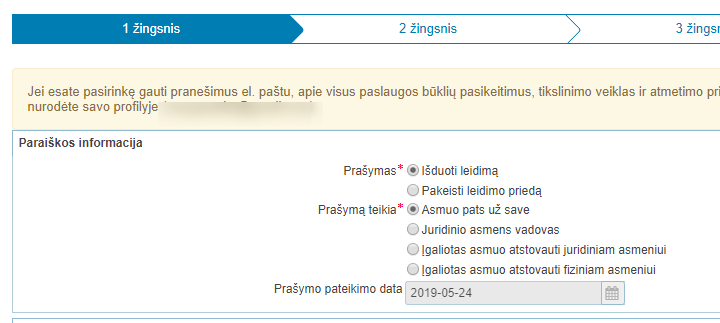 1 žingsnis
2 žingsnis
3 žingsn
Jei esate pasirinkę gauti pranešimus el. paštu, apie visus paslaugos būklių pasikeitimus, tikslinimo veiklas ir atmetimo pri
nurodėte savo profilyje
Paraiškos informacija
Prašymas* Išduoti leidimą
Pakeisti leidimo priedą
Prašymą teikia* Asmuo pats už save
Juridinio asmens vadovas
Įgaliotas asmuo atstovauti juridiniam asmeniui
Įgaliotas asmuo atstovauti fiziniam asmeniui
Prašymo pateikimo data 2019-05-24